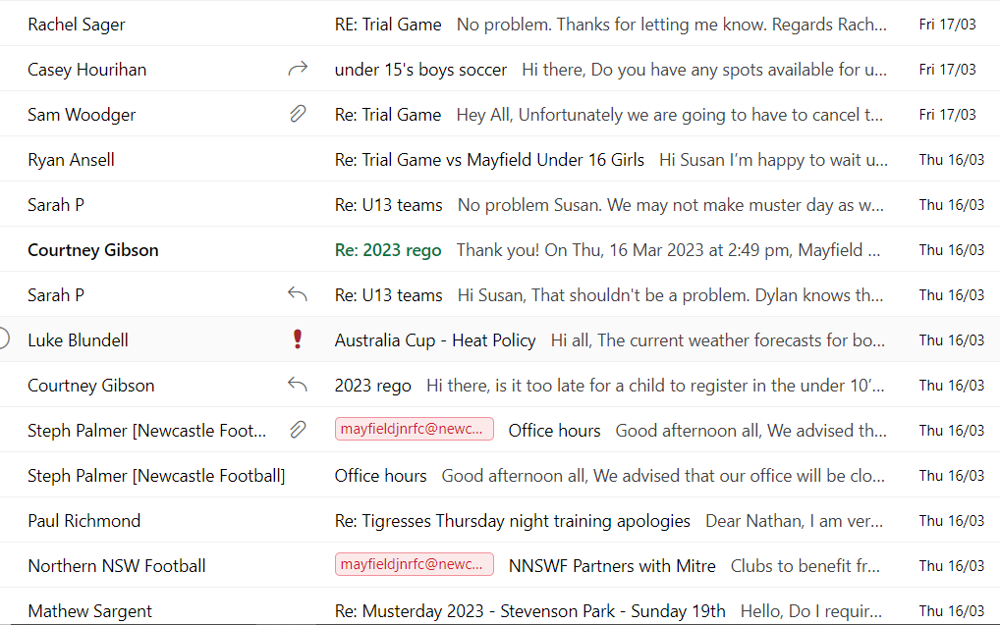 Rachel Sager RE: Trial Game No problem. Thanks for letting me know. Regards Rach... Fri 17/03
Casey Hourihan under 15's boys soccer Hi there, Do you have any spots available for u... Fri 17/03
Sam Woodger Re: Trial Game Hey All, Unfortunately we are going to have to cancel t... Fri 17/03
Ryan Ansell Re: Trial Game vs Mayfield Under 16 Girls Hi Susan I’m happy to wait u... Thu 16/03
Sarah P Re: U13 teams No problem Susan. We may not make muster day as w... Thu 16/03
Courtney Gibson Re: 2023 rego Thank you! On Thu, 16 Mar 2023 at 2:49 pm, Mayfield ... Thu 16/03
Sarah P Re: U13 teams Hi Susan, That shouldn't be a problem. Dylan knows th... Thu 16/03
Luke Blundell Australia Cup - Heat Policy Hi all, The current weather forecasts for bo... Thu 16/03
Courtney Gibson 2023 rego Hi there, is it too late for a child to register in the under 10’... Thu 16/03
Steph Palmer [Newcastle Foot... mayfieldjnrfc@newc... Office hours Good afternoon all, We advised th... Thu 16/03
Steph Palmer [Newcastle Football] Office hours Good afternoon all, We advised that our office will be clo... Thu 16/03
Paul Richmond Re: Tigresses Thursday night training apologies Dear Nathan, I am ver... Thu 16/03
Northern NSW Football mayfieldjnrfc@newc... NNSWF Partners with Mitre Clubs to benefit fr... Thu 16/03
Mathew Sargent Re: Musterday 2023 - Stevenson Park - Sunday 19th Hello, Do I requir... Thu 16/03